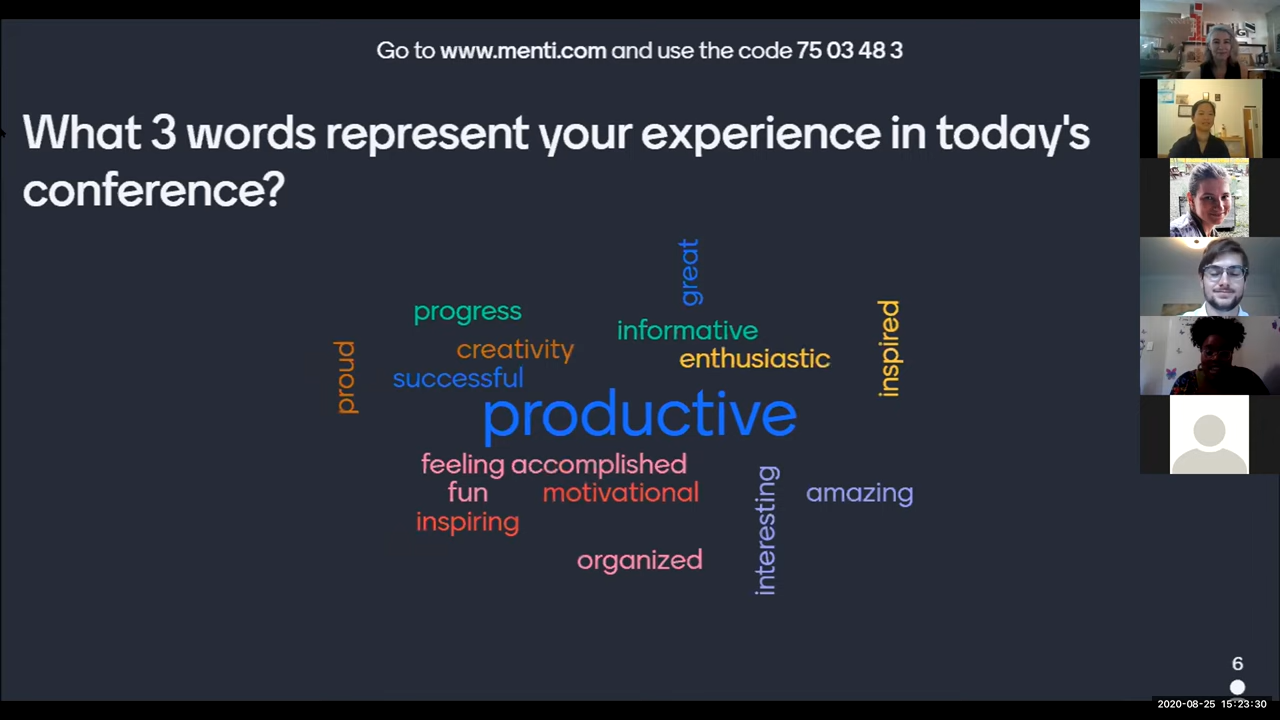 Go to www.menti.com and use the code 75 03 48 3
What 3 words represent your experience in today's
conference?
great
progress
informative
inspired
proud
creativity
enthusiastic
successful
productive
feeling accomplished
interesting
fun
motivational
amazing
inspiring
organized
6
2020-08-25 15:23:30